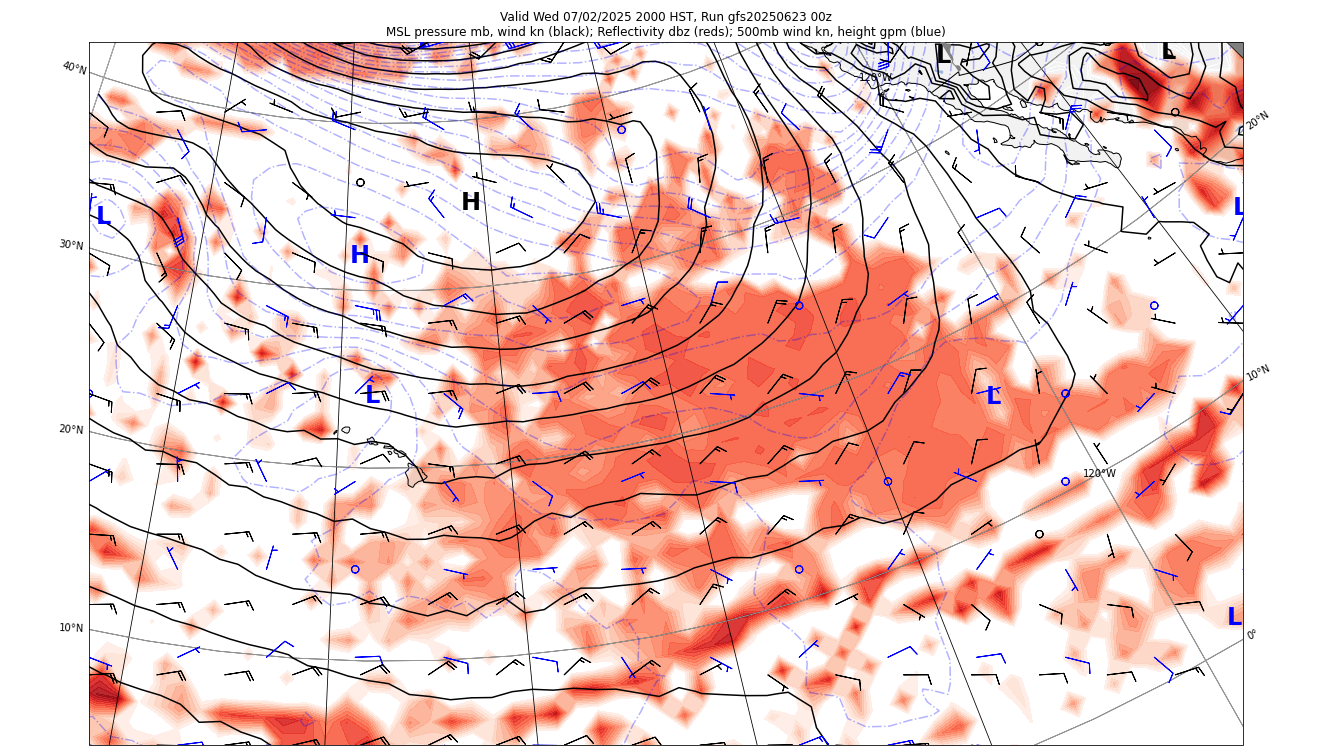 Valid Wed 07/02/2025 2000 HST, Run gfs20250623 00z
MSL pressure mb, wind kn (black); Reflectivity dbz (reds); 500mb wind kn, height gpm (blue)
L
L
40°N
120°W
20°N
H
L
L
30°N
H
10°N
L
L
20°N
120°W
L
10°N
0°